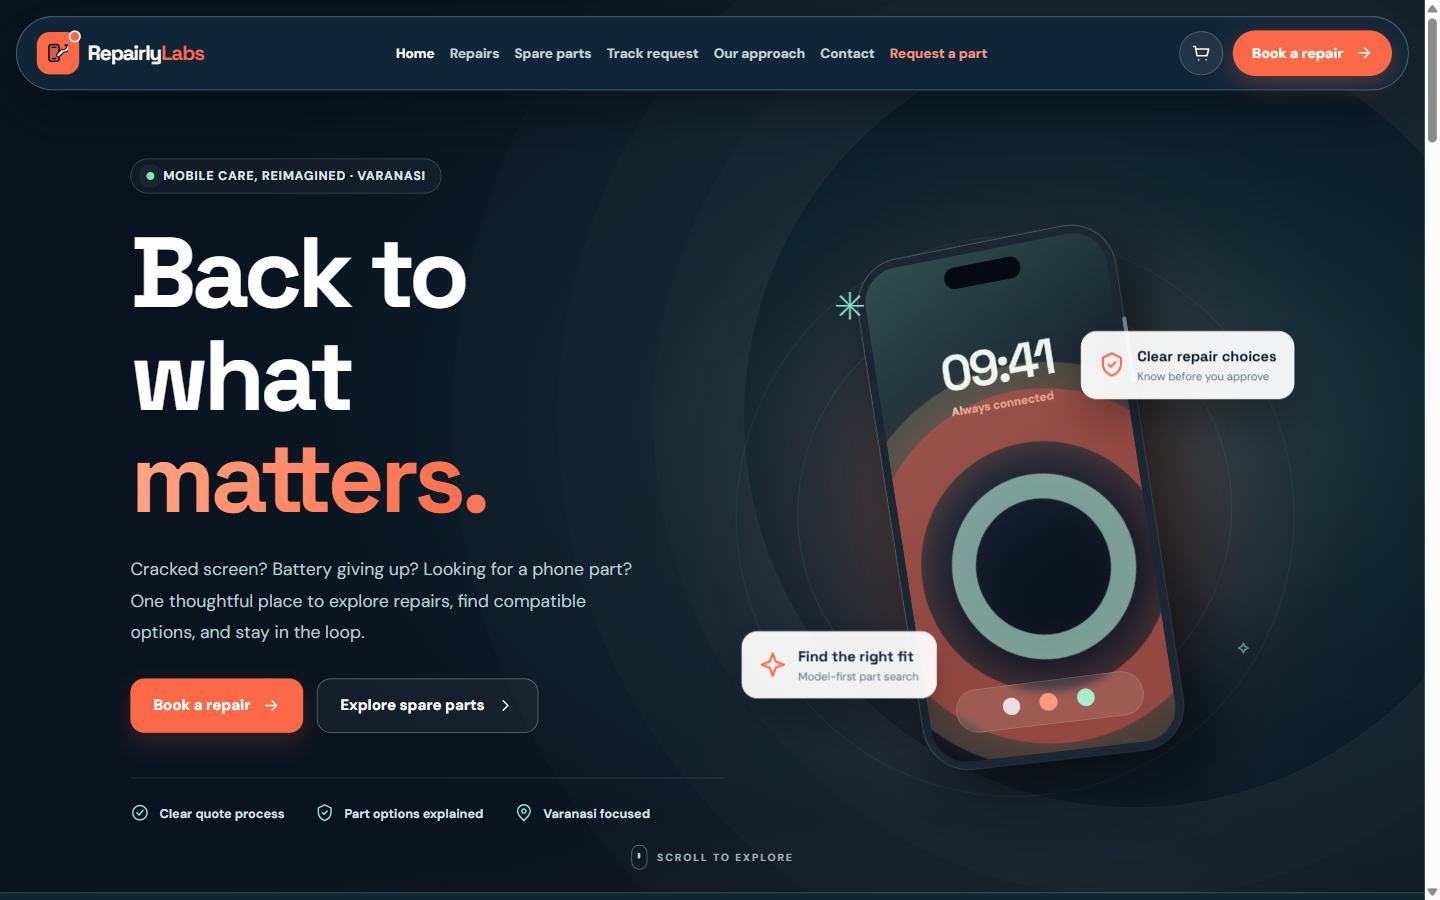 RepairlyLabs
Home Repairs Spare parts Track request Our approach Contact Request a part
Book a repair
MOBILE CARE, REIMAGINED · VARANASI
Back to
what
matters.
Cracked screen? Battery giving up? Looking for a phone part?
One thoughtful place to explore repairs, find compatible
options, and stay in the loop.
Book a repair
Explore spare parts
Clear quote process
Part options explained
Varanasi focused
09:41
Always connected
Clear repair choices
Know before you approve
Find the right fit
Model-first part search
SCROLL TO EXPLORE